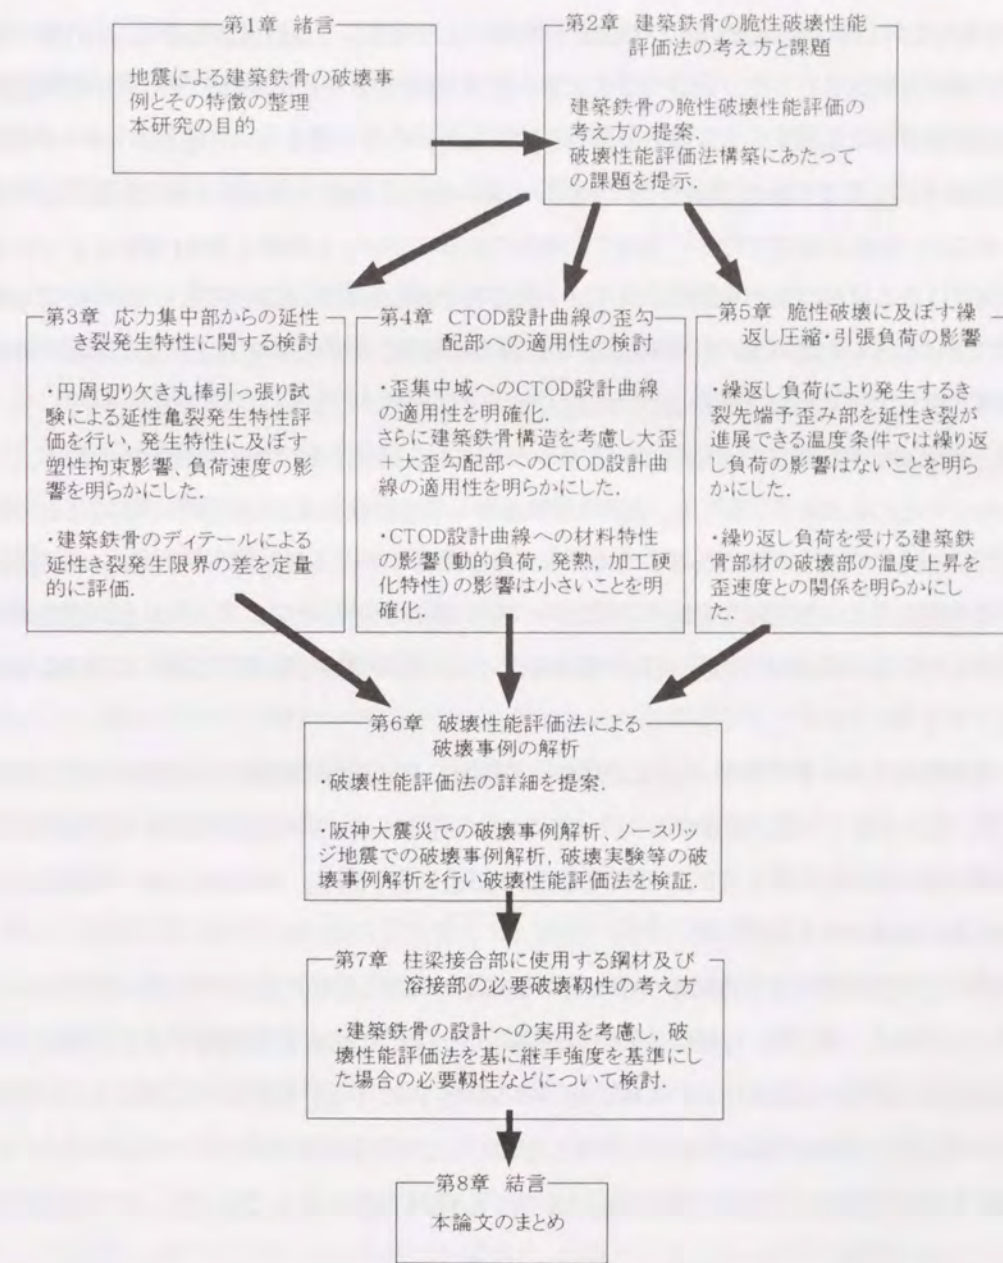 第1章 緒言
地震による建築鉄骨の破壊事
例とその特徴の整理
本研究の目的
第2章 建築鉄骨の脆性破壊性能
評価法の考え方と課題
建築鉄骨の脆性破壊性能評価の
考え方の提案.
破壊性能評価法構築にあたって
の課題を提示.
第3章 応力集中部からの延性
き裂発生特性に関する検討
・円周切り欠き丸棒引っ張り試
験による延性亀裂発生特性評
価を行い, 発生特性に及ぼす
塑性拘束影響、負荷速度の影
響を明らかにした.
・建築鉄骨のディテールによる
延性き裂発生限界の差を定量
的に評価.
第4章 CTOD設計曲線の歪勾
配部への適用性の検討
・歪集中域へのCTOD設計曲線
の適用性を明確化.
さらに建築鉄骨構造を考慮し大歪
＋大歪勾配部へのCTOD設計曲
線の適用性を明らかにした.
・CTOD設計曲線への材料特性
の影響(動的負荷, 発熱, 加工硬
化特性)の影響は小さいことを明
確化.
第5章 脆性破壊に及ぼす繰
返し圧縮・引張負荷の影響
・繰返し負荷により発生するき
裂先端予歪み部を延性き裂が
進展できる温度条件では繰り返
し負荷の影響はないことを明ら
かにした.
・繰り返し負荷を受ける建築鉄
骨部材の破壊部の温度上昇を
歪速度との関係を明らかにし
た.
第6章 破壊性能評価法による
破壊事例の解析
・破壊性能評価法の詳細を提案.
・阪神大震災での破壊事例解析、ノースリッ
ジ地震での破壊事例解析, 破壊実験等の破
壊事例解析を行い破壊性能評価法を検証.
第7章 柱梁接合部に使用する鋼材及び
溶接部の必要破壊靱性の考え方
・建築鉄骨の設計への実用を考慮し, 破
壊性能評価法を基に継手強度を基準にし
た場合の必要靱性などについて検討.
第8章 結言
本論文のまとめ